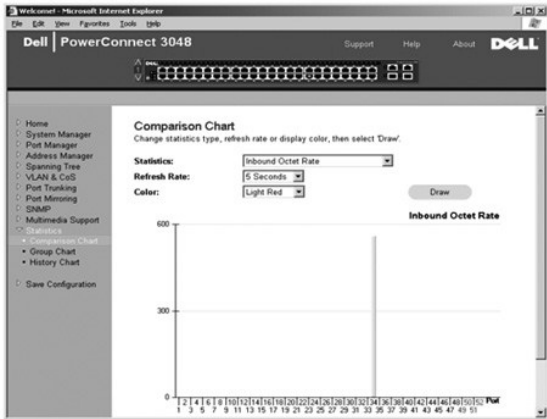 Welcome! - Microsoft Internet Explorer
File Edit View Favorites Tools Help
Dell | PowerConnect 3048
Support Help About DELL
Home
System Manager
Port Manager
Address Manager
Spanning Tree
VLAN & CoS
Port Trunking
Port Mirroring
SNMP
Multimedia Support
Statistics
Comparison Chart
Group Chart
History Chart
Save Configuration
Comparison Chart
Change statistics type, refresh rate or display color, then select 'Draw'.
Statistics: Inbound Octet Rate
Refresh Rate: 5 Seconds
Color: Light Red
Draw
Inbound Octet Rate
600
300
0
2 4 6 8 10 12 14 16 18 20 22 24 26 28 30 32 34 36 38 40 42 44 46 48 50 52 Port
1 3 5 7 9 11 13 15 17 19 21 23 25 27 29 31 33 35 37 39 41 43 45 47 49 51